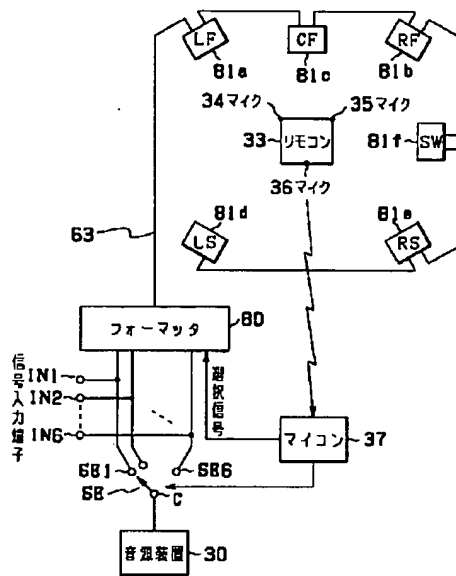 LF
CF
RF
81a
81c
81b
34マイク
35マイク
33
リモコン
81f
SW
36マイク
63
81d
LS
81e
RS
フォーマッタ
80
信号入力端子
IN1
IN2
IN6
選択信号
マイコン
37
SE1
SE6
SE
C
音源装置
30